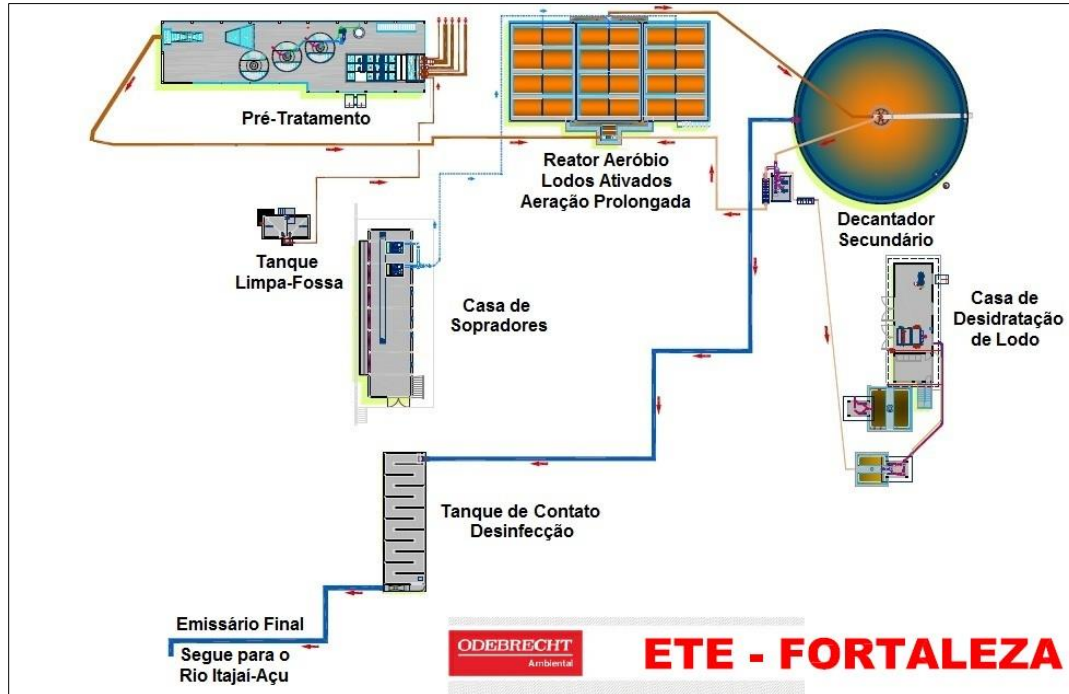 Pré-Tratamento
Reator Aeróbio
Lodos Ativados
Aeração Prolongada
Decantador
Secundário
Tanque
Limpa-Fossa
Casa de
Sopradores
Casa de
Desidratação
de Lodo
Tanque de Contato
Desinfecção
Emissário Final
Segue para o
Rio Itajaí-Açu
ODEBRECHT
Ambiental
ETE - FORTALEZA